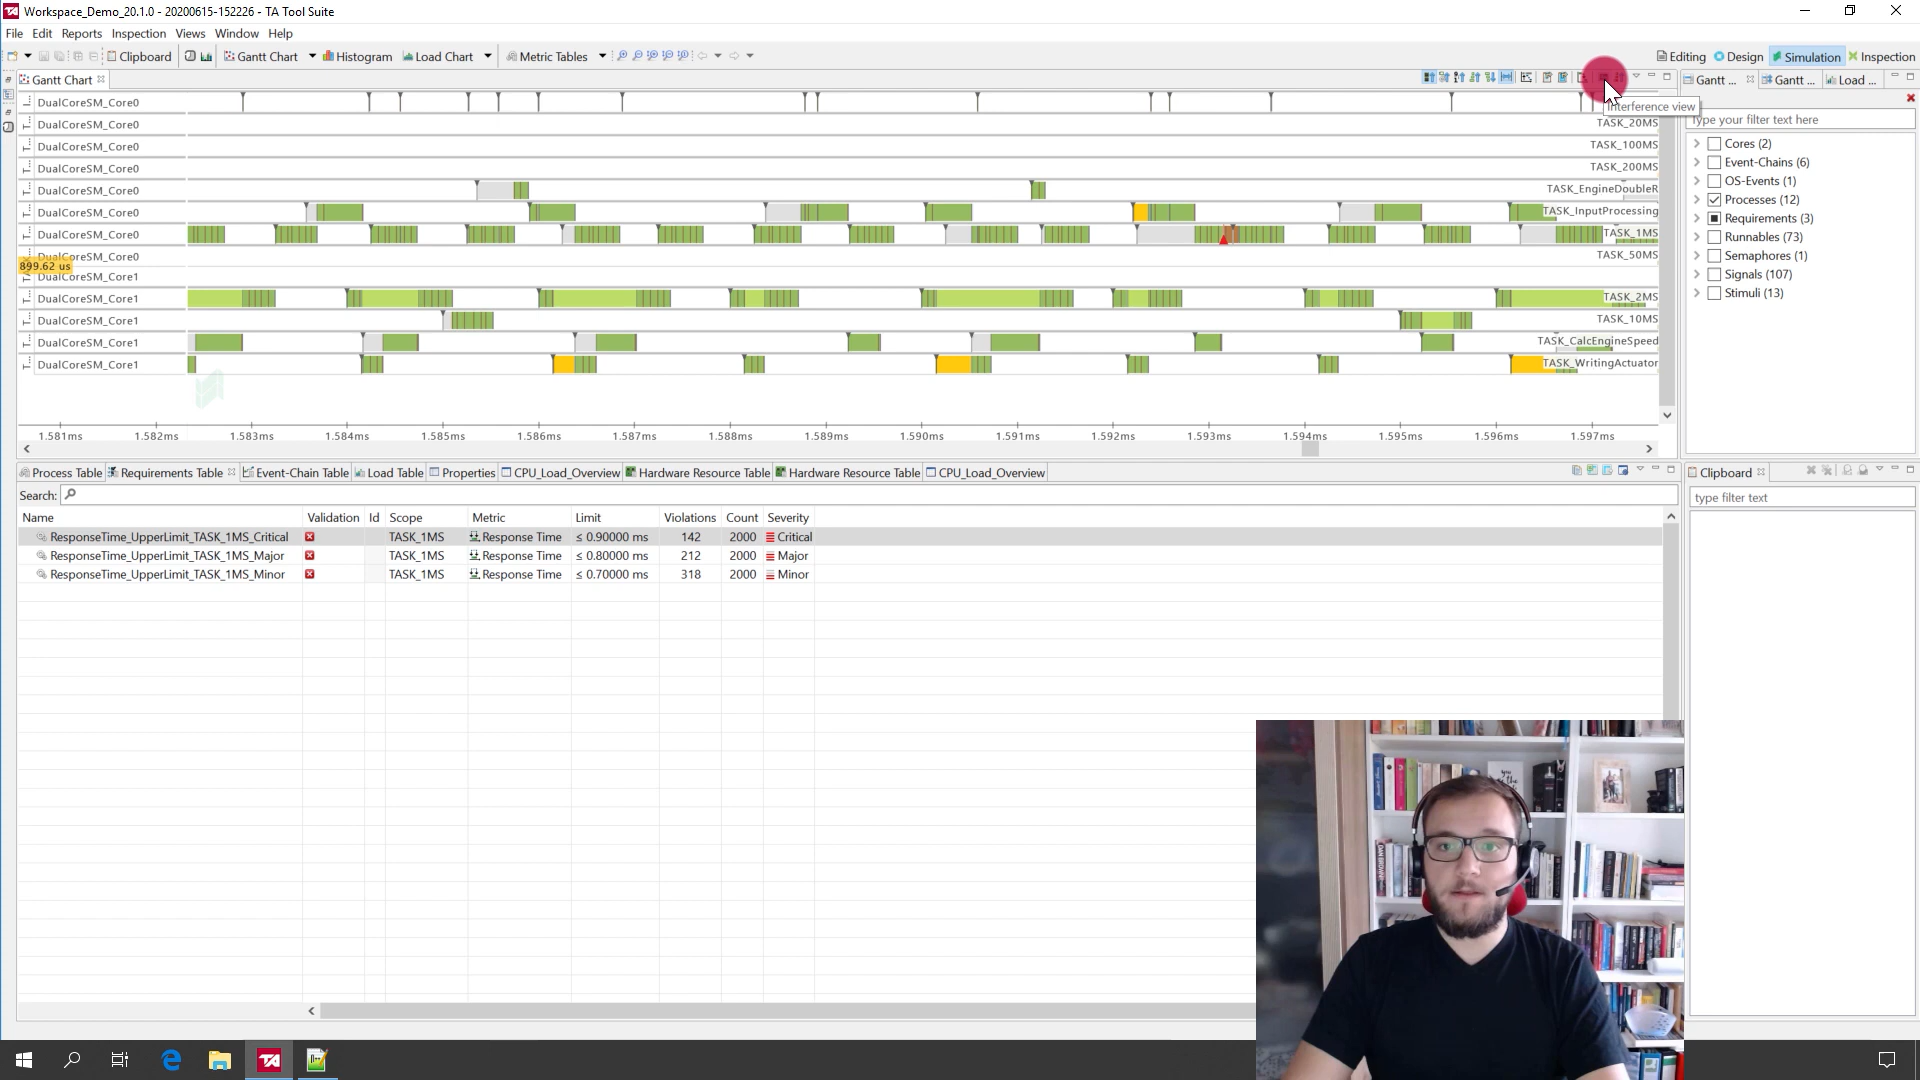 Workspace_Demo_20.1.0 - 20200615-152226 - TA Tool Suite
File Edit Reports Inspection Views Window Help
Clipboard Gantt Chart Histogram Load Chart Metric Tables Editing Design Simulation Inspection
Gantt Chart
Gantt ... Gantt ... Load ...
DualCoreSM_Core0
Interference view
type your filter text here
DualCoreSM_Core0 TASK_20MS
DualCoreSM_Core0 TASK_100MS
DualCoreSM_Core0 TASK_200MS
DualCoreSM_Core0 TASK_EngineDoubleR
DualCoreSM_Core0 TASK_InputProcessing
DualCoreSM_Core0 TASK_1MS
DualCoreSM_Core0 TASK_50MS
899.62 us
DualCoreSM_Core1
DualCoreSM_Core1 TASK_2MS
DualCoreSM_Core1 TASK_10MS
DualCoreSM_Core1 TASK_CalcEngineSpeed
DualCoreSM_Core1 TASK_WritingActuator
1.581ms 1.582ms 1.583ms 1.584ms 1.585ms 1.586ms 1.587ms 1.588ms 1.589ms 1.590ms 1.591ms 1.592ms 1.593ms 1.594ms 1.595ms 1.596ms 1.597ms
Cores (2)
Event-Chains (6)
OS-Events (1)
Processes (12)
Requirements (3)
Runnables (73)
Semaphores (1)
Signals (107)
Stimuli (13)
Process Table Requirements Table Event-Chain Table Load Table Properties CPU_Load_Overview Hardware Resource Table Hardware Resource Table CPU_Load_Overview
Search:
Name Validation Id Scope Metric Limit Violations Count Severity
ResponseTime_UpperLimit_TASK_1MS_Critical TASK_1MS Response Time ≤ 0.90000 ms 142 2000 Critical
ResponseTime_UpperLimit_TASK_1MS_Major TASK_1MS Response Time ≤ 0.80000 ms 212 2000 Major
ResponseTime_UpperLimit_TASK_1MS_Minor TASK_1MS Response Time ≤ 0.70000 ms 318 2000 Minor
Clipboard
type filter text
TA